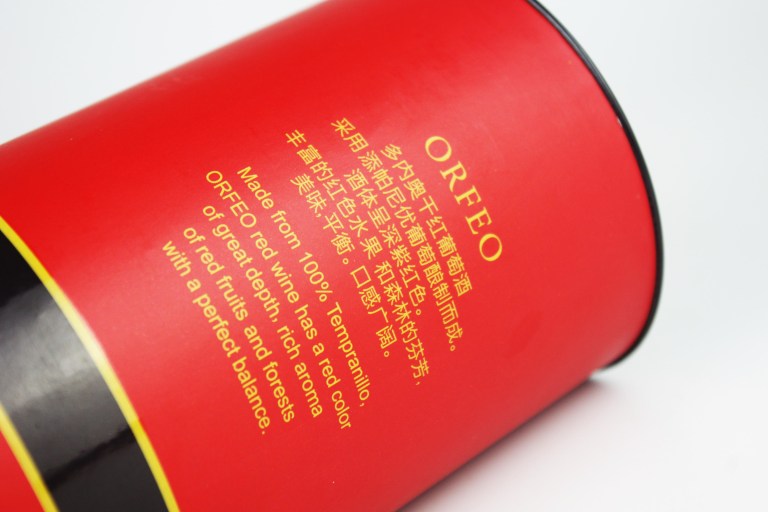 ORFEO
多内奥干红葡萄酒
采用 添帕尼优葡萄酿制而成。
酒体呈深紫红色。
丰富的红色水果 和森林的芬芳,
美味,平衡。口感广阔。
Made from 100% Tempranillo,
ORFEO red wine has a red color
of great depth, rich aroma
of red fruits and forests
with a perfect balance.